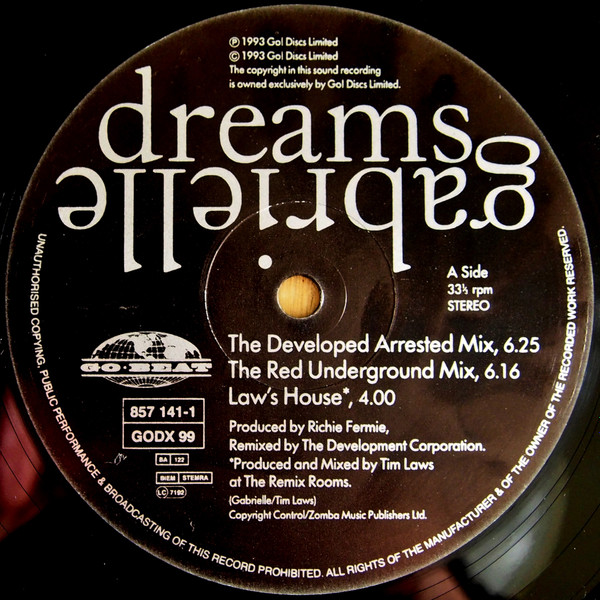 ℗ 1993 Go! Discs Limited
© 1993 Go! Discs Limited
The copyright in this sound recording
is owned exclusively by Go! Discs Limited.
dreams
gabrielle
A Side
33⅓ rpm
STEREO
The Developed Arrested Mix, 6.25
The Red Underground Mix, 6.16
Law's House*, 4.00
GO·BEAT
857 141-1
GODX 99
BA 122
BIEM STEMRA
LC 7192
Produced by Richie Fermie,
Remixed by The Development Corporation.
*Produced and Mixed by Tim Laws
at The Remix Rooms.
(Gabrielle/Tim Laws)
Copyright Control/Zomba Music Publishers Ltd.
UNAUTHORISED COPYING, PUBLIC PERFORMANCE & BROADCASTING OF THIS RECORD PROHIBITED. ALL RIGHTS OF THE MANUFACTURER & OF THE OWNER OF THE RECORDED WORK RESERVED.